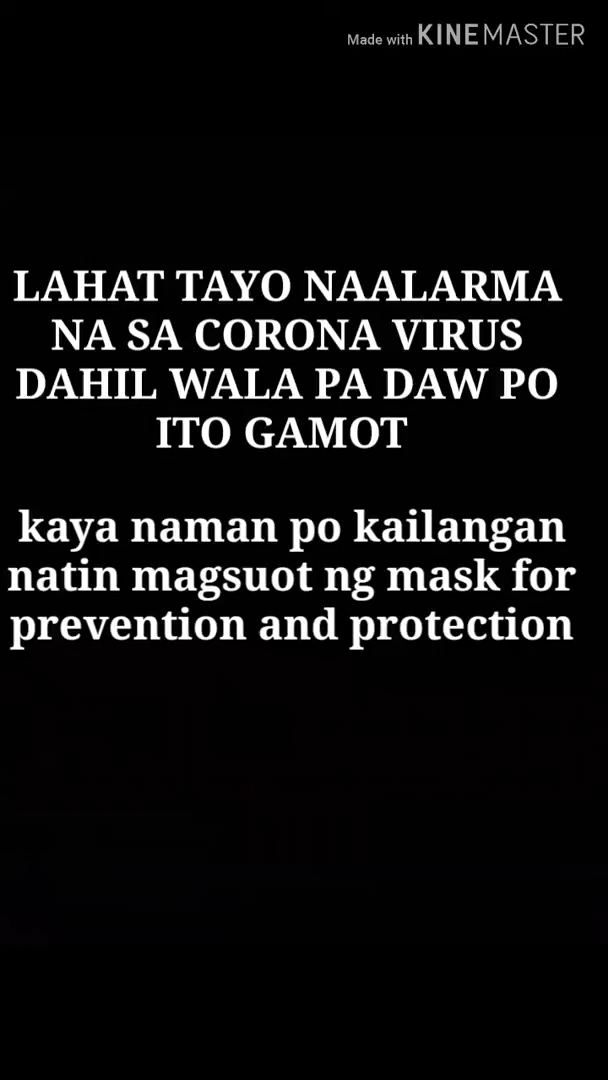 Made with KINEMASTER
LAHAT TAYO NAALARMA
NA SA CORONA VIRUS
DAHIL WALA PA DAW PO
ITO GAMOT
kaya naman po kailangan
natin magsuot ng mask for
prevention and protection